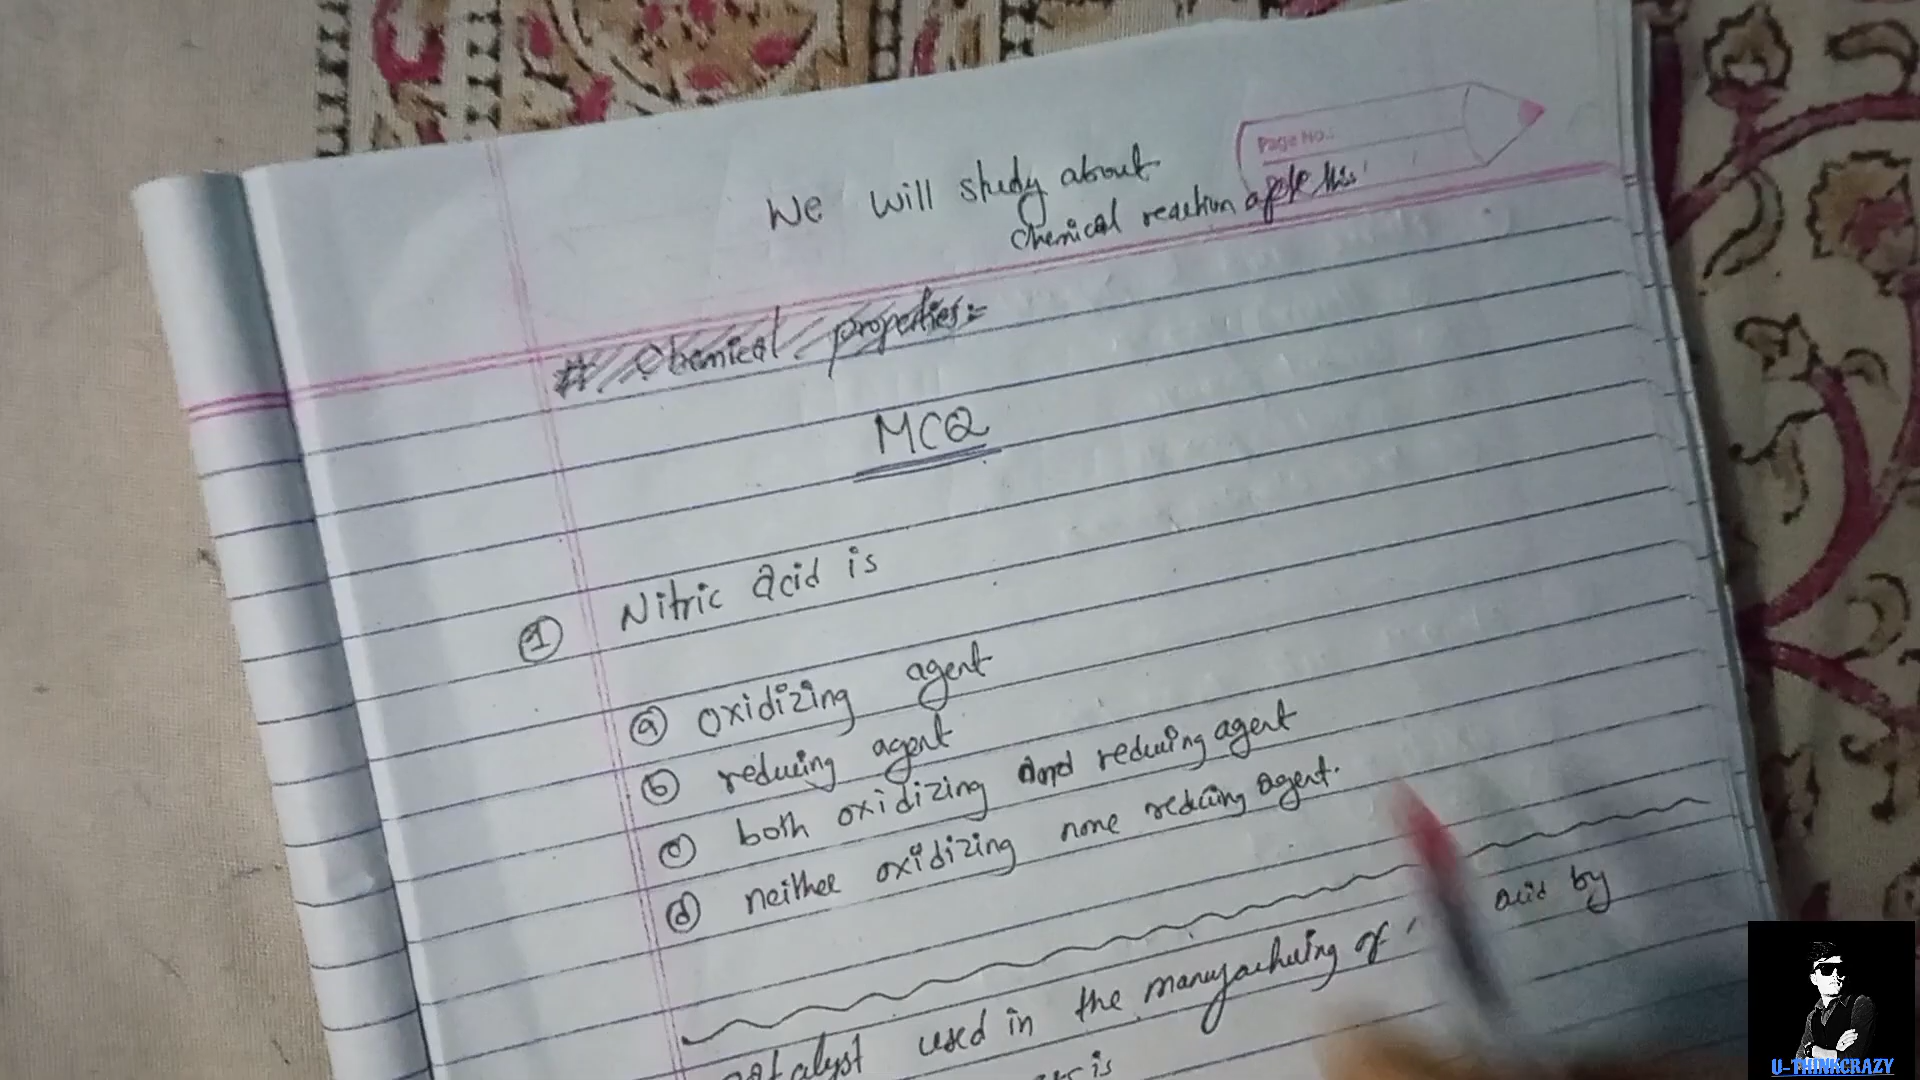 Page No.:
We will study about
chemical reaction after this
# Chemical properties:-
MCQ
1 Nitric acid is
a oxidizing agent
b reducing agent
c both oxidizing and reducing agent
d neither oxidizing none reducing agent.
catalyst used in the manufacturing of acid by
is
U-THINKCRAZY